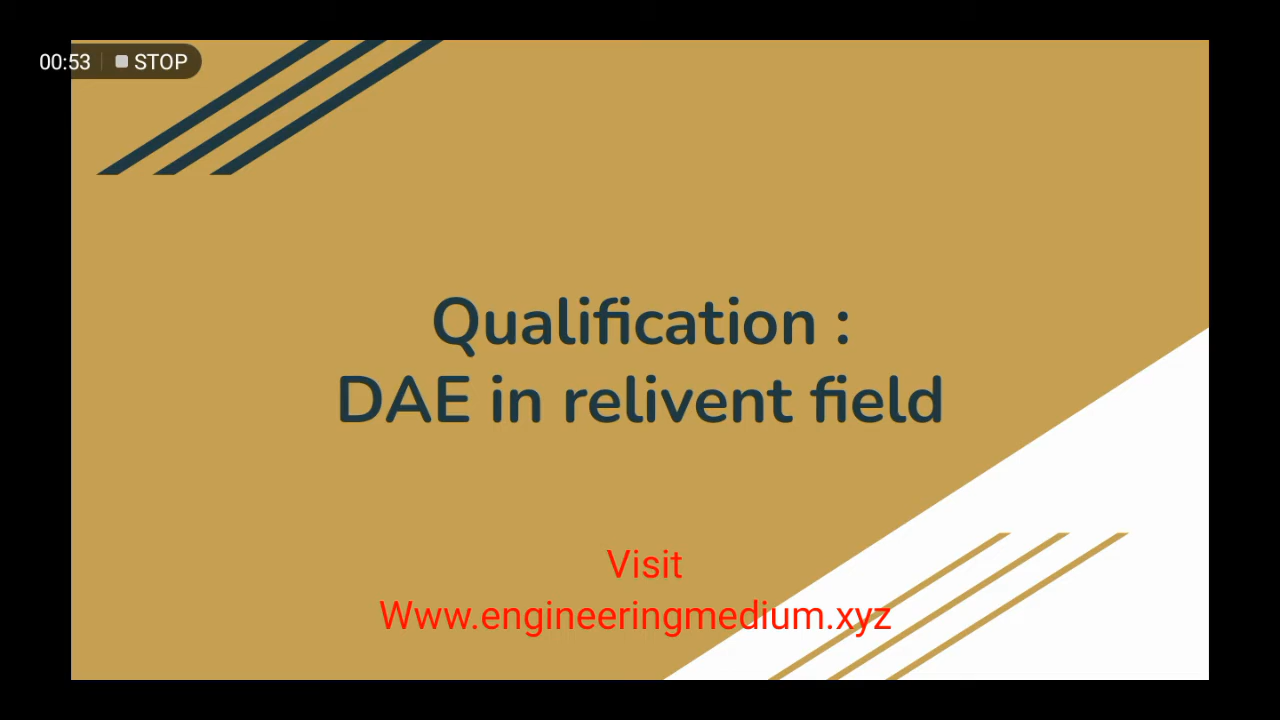 00:53 STOP
Qualification :
DAE in relivent field
Visit
Www.engineeringmedium.xyz